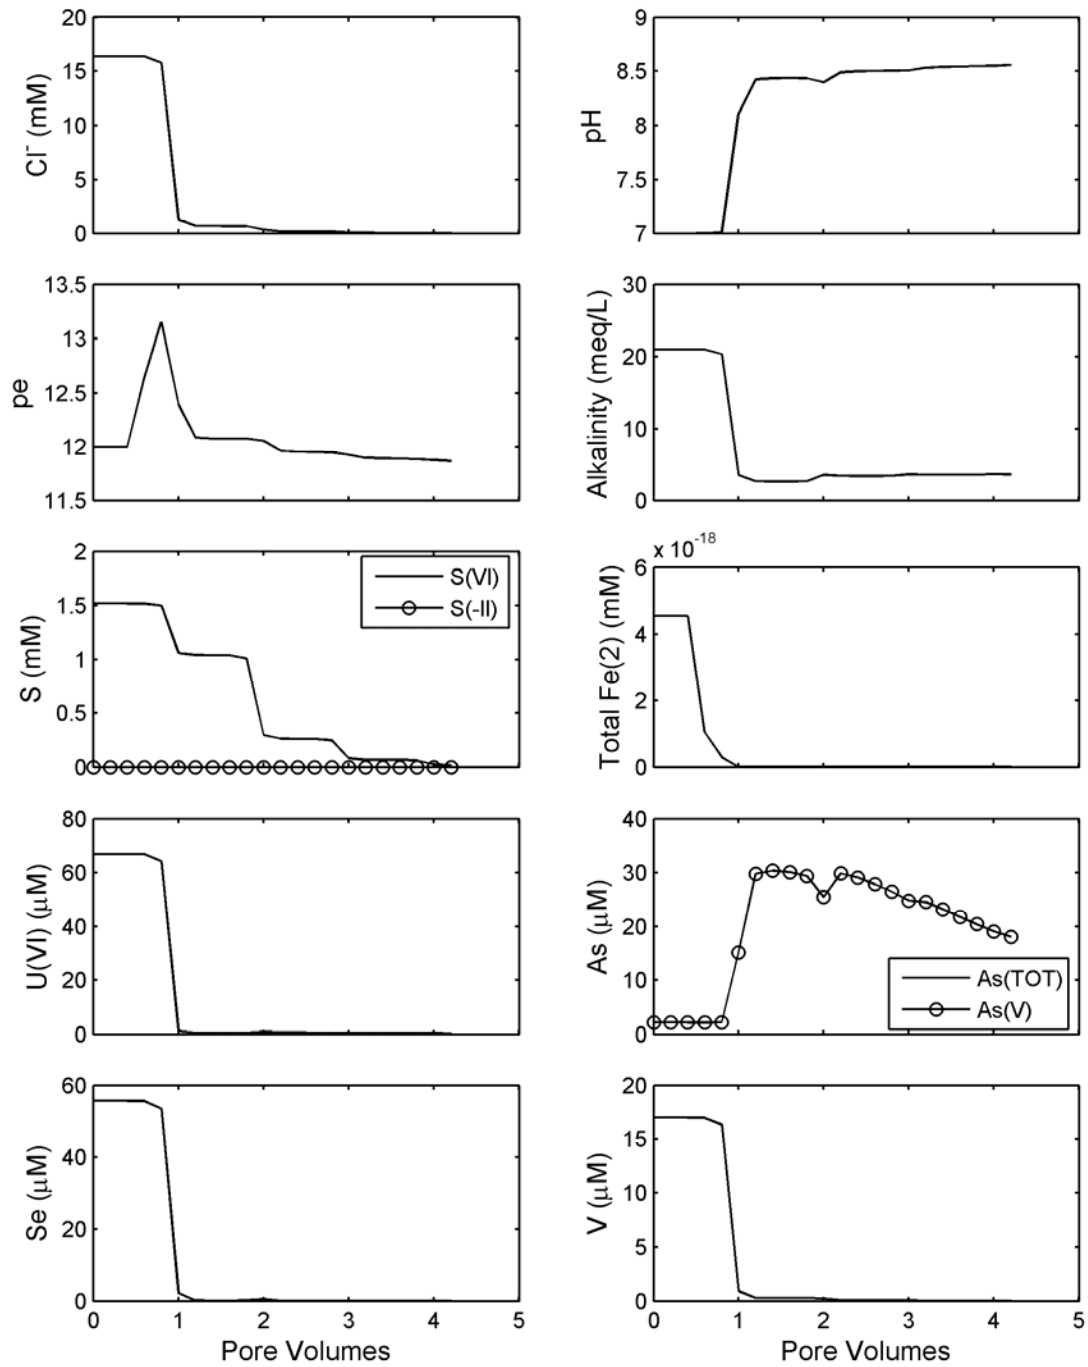 20
15
10
5
0
Cl⁻ (mM)
9
8.5
8
7.5
7
pH
13.5
13
12.5
12
11.5
pe
30
20
10
0
Alkalinity (meq/L)
2
1.5
1
0.5
0
S (mM)
S(VI)
S(-II)
x 10⁻¹⁸
6
4
2
0
Total Fe(2) (mM)
80
60
40
20
0
U(VI) (μM)
40
30
20
10
0
As (μM)
As(TOT)
As(V)
60
40
20
0
Se (μM)
0 1 2 3 4 5
Pore Volumes
20
15
10
5
0
V (μM)
0 1 2 3 4 5
Pore Volumes